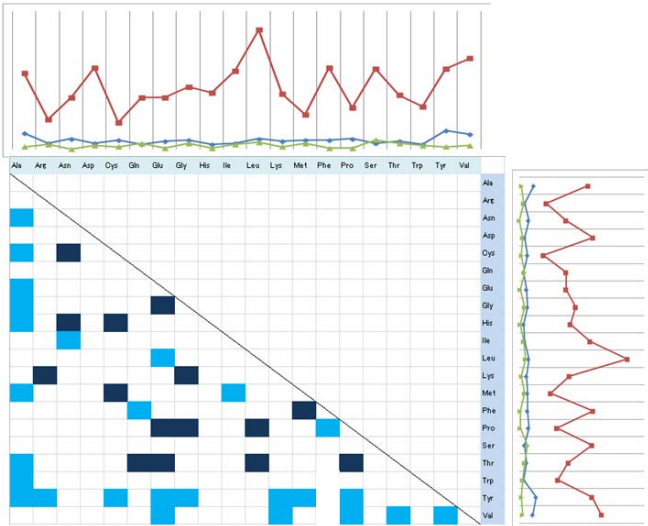 Ala Arg Asn Asp Cys Gln Glu Gly His Ile Leu Lys Met Phe Pro Ser Thr Trp Tyr Val
Ala
Arg
Asn
Asp
Cys
Gln
Glu
Gly
His
Ile
Leu
Lys
Met
Phe
Pro
Ser
Thr
Trp
Tyr
Val